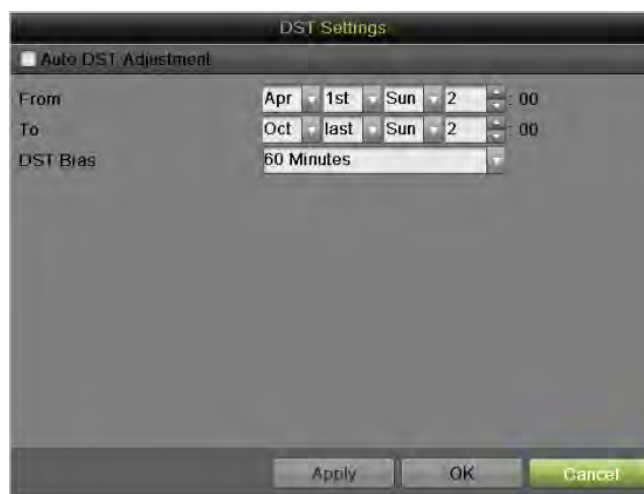 DST Settings
Auto DST Adjustment
From Apr 1st Sun 2 : 00
To Oct last Sun 2 : 00
DST Bias 60 Minutes
Apply OK Cancel